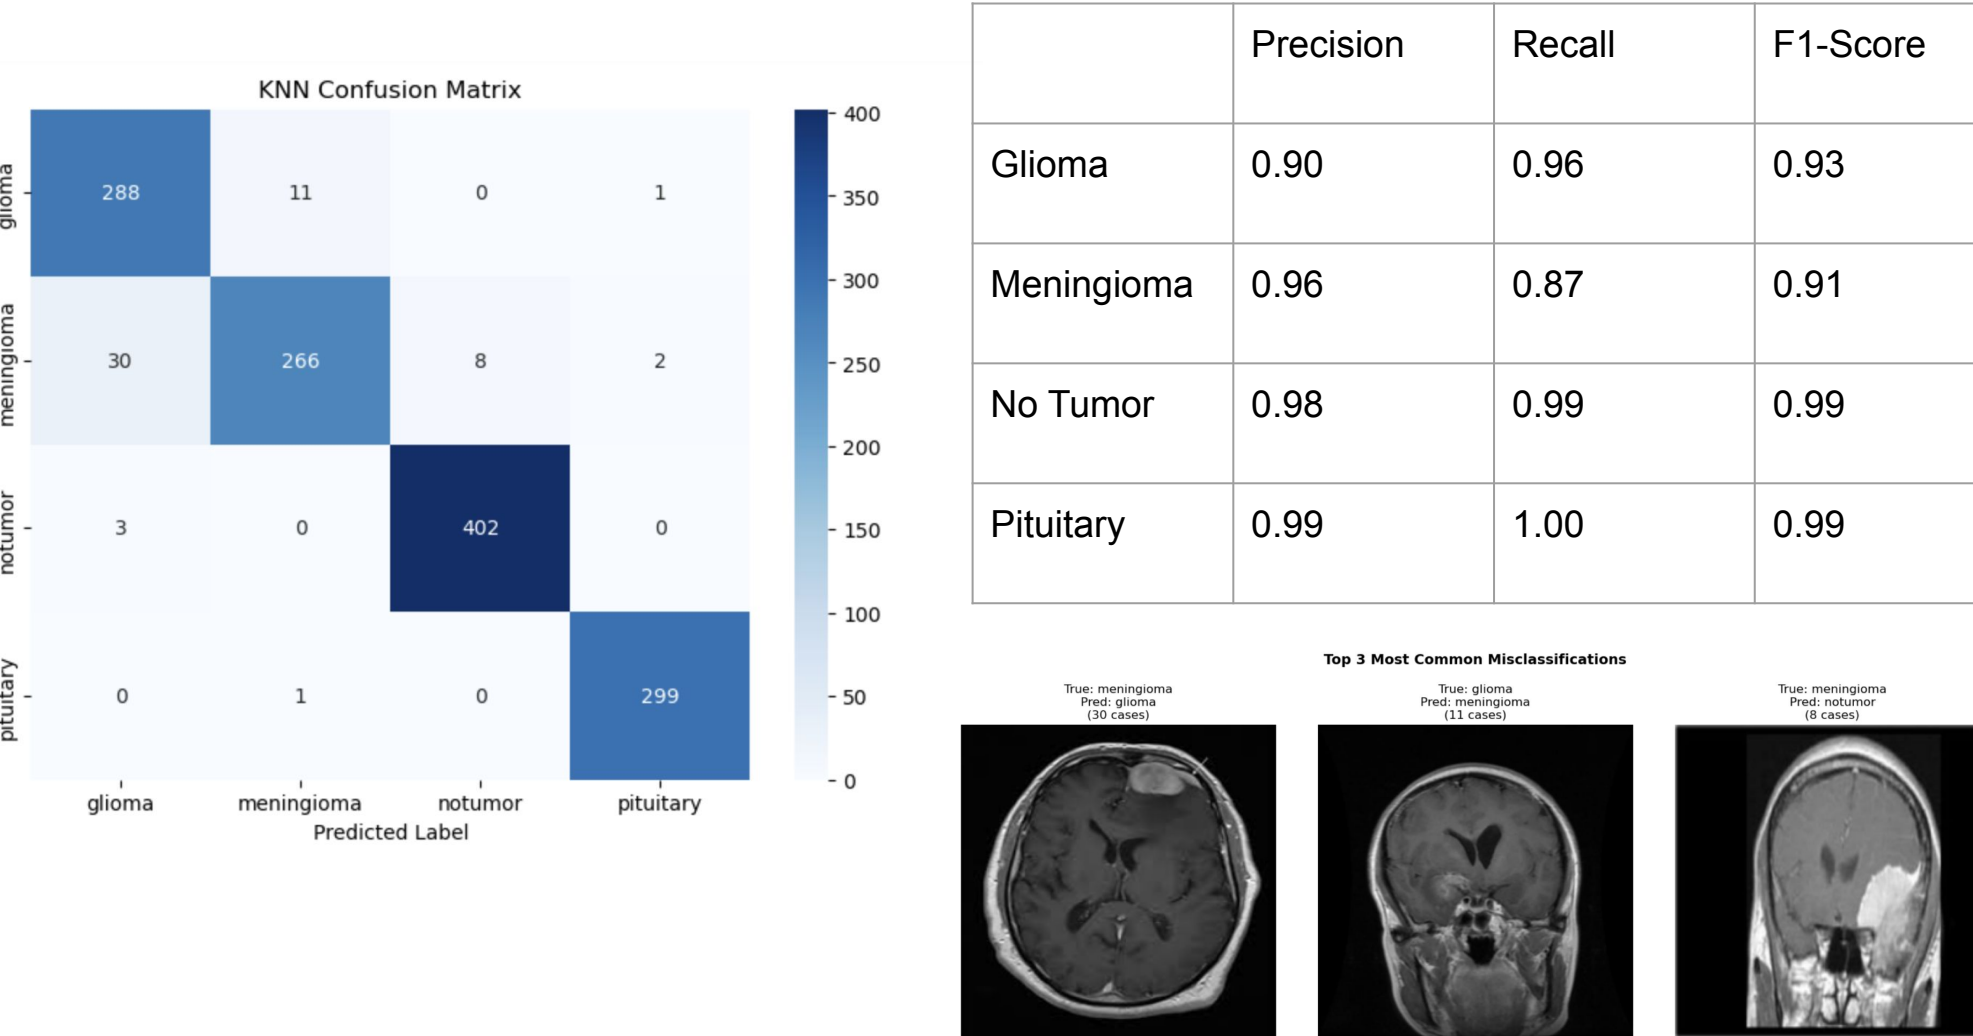 KNN Confusion Matrix
glioma
meningioma
notumor
pituitary
288 11 0 1
30 266 8 2
3 0 402 0
0 1 0 299
glioma meningioma notumor pituitary
Predicted Label
400
350
300
250
200
150
100
50
0
Precision Recall F1-Score
Glioma 0.90 0.96 0.93
Meningioma 0.96 0.87 0.91
No Tumor 0.98 0.99 0.99
Pituitary 0.99 1.00 0.99
Top 3 Most Common Misclassifications
True: meningioma
Pred: glioma
(30 cases)
True: glioma
Pred: meningioma
(11 cases)
True: meningioma
Pred: notumor
(8 cases)